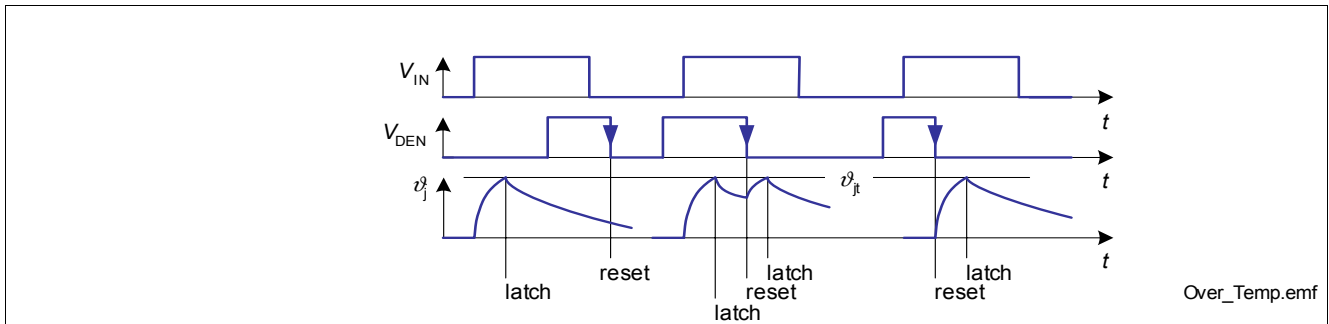 VIN
t
VDEN
t
ϑj
ϑjt
t
reset
latch
latch
latch
reset
latch
reset
latch
Over_Temp.emf